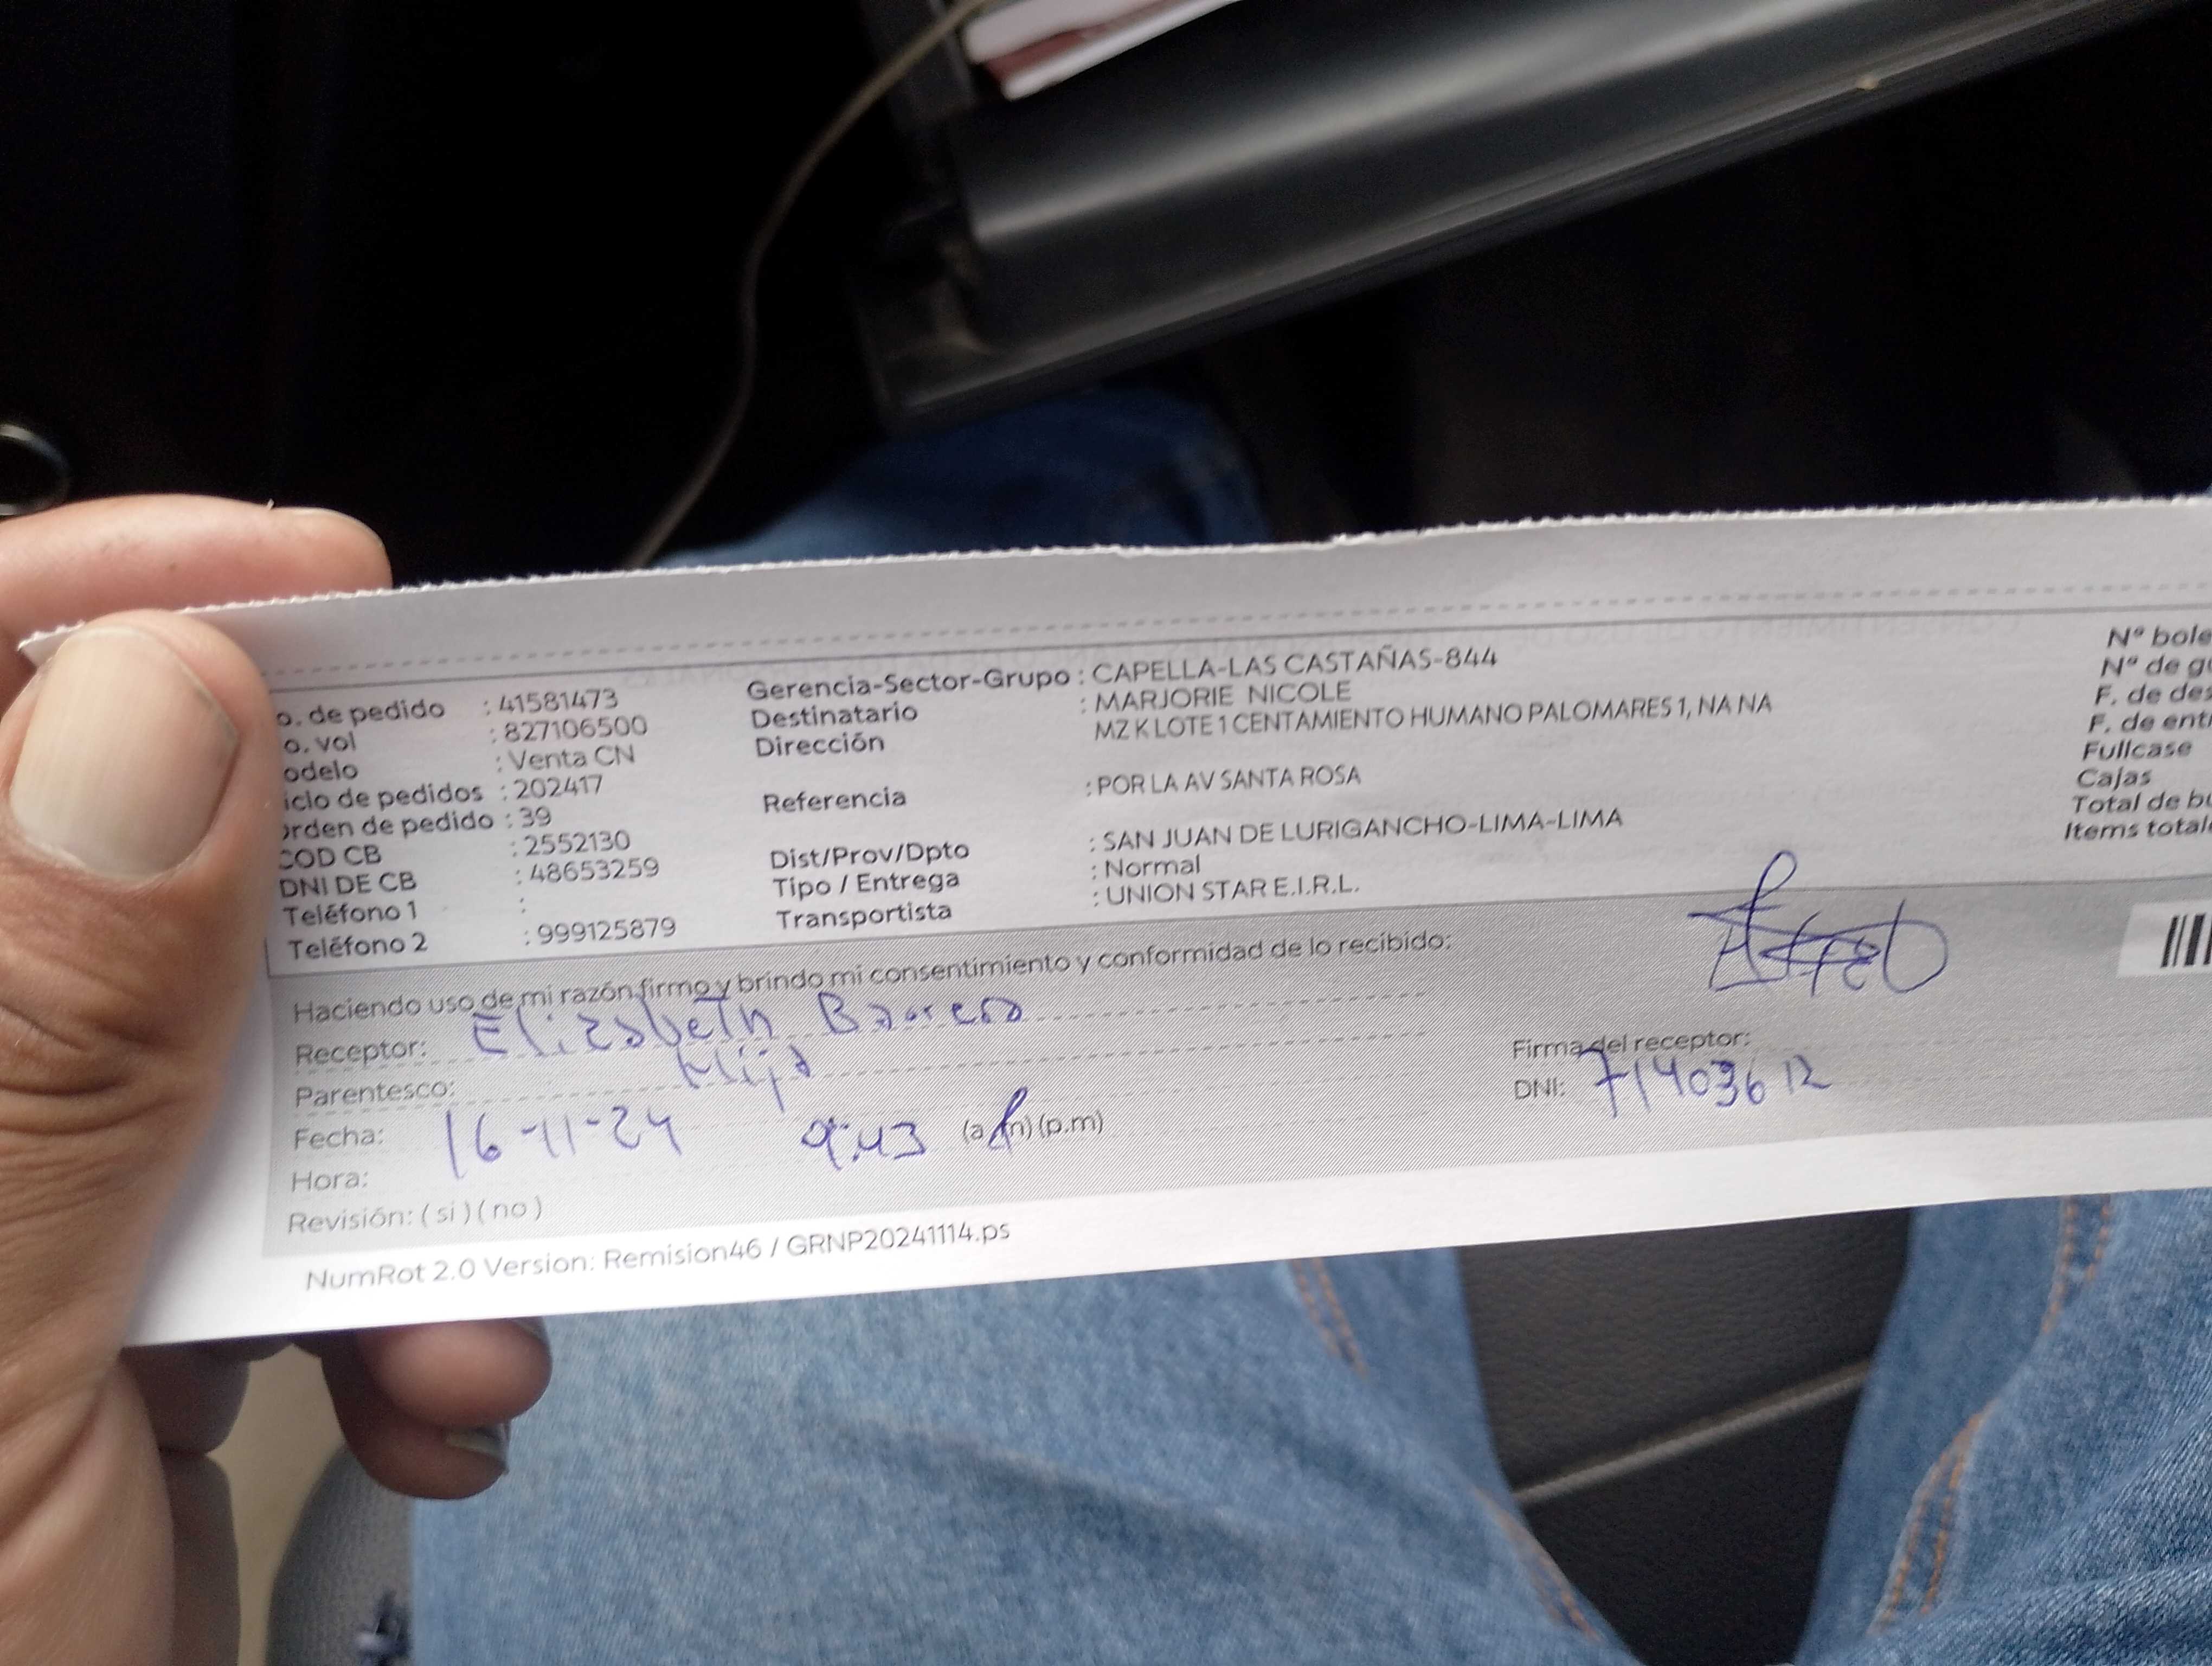 o. de pedido : 41581473
o. vol : 827106500
odelo : Venta CN
iclo de pedidos : 202417
rden de pedido : 39
COD CB : 2552130
DNI DE CB : 48653259
Teléfono 1 :
Teléfono 2 : 999125879
Gerencia-Sector-Grupo : CAPELLA-LAS CASTAÑAS-844
Destinatario : MARJORIE NICOLE
Dirección MZ K LOTE 1 CENTAMIENTO HUMANO PALOMARES 1, NA NA
Referencia : POR LA AV SANTA ROSA
Dist/Prov/Dpto : SAN JUAN DE LURIGANCHO-LIMA-LIMA
Tipo / Entrega : Normal
Transportista : UNION STAR E.I.R.L.
Nº bole
Nº de g
F. de des
F. de ent
Fullcase
Cajas
Total de bu
Items total
Haciendo uso de mi razón firmo y brindo mi consentimiento y conformidad de lo recibido:
Receptor: Elizabeth
Parentesco: Hija
Fecha: 16-11-24 9:43 (a.m) (p.m)
Hora:
Revisión: ( si ) ( no )
Firma del receptor:
DNI: 71403612
NumRot 2.0 Version: Remision46 / GRNP20241114.ps